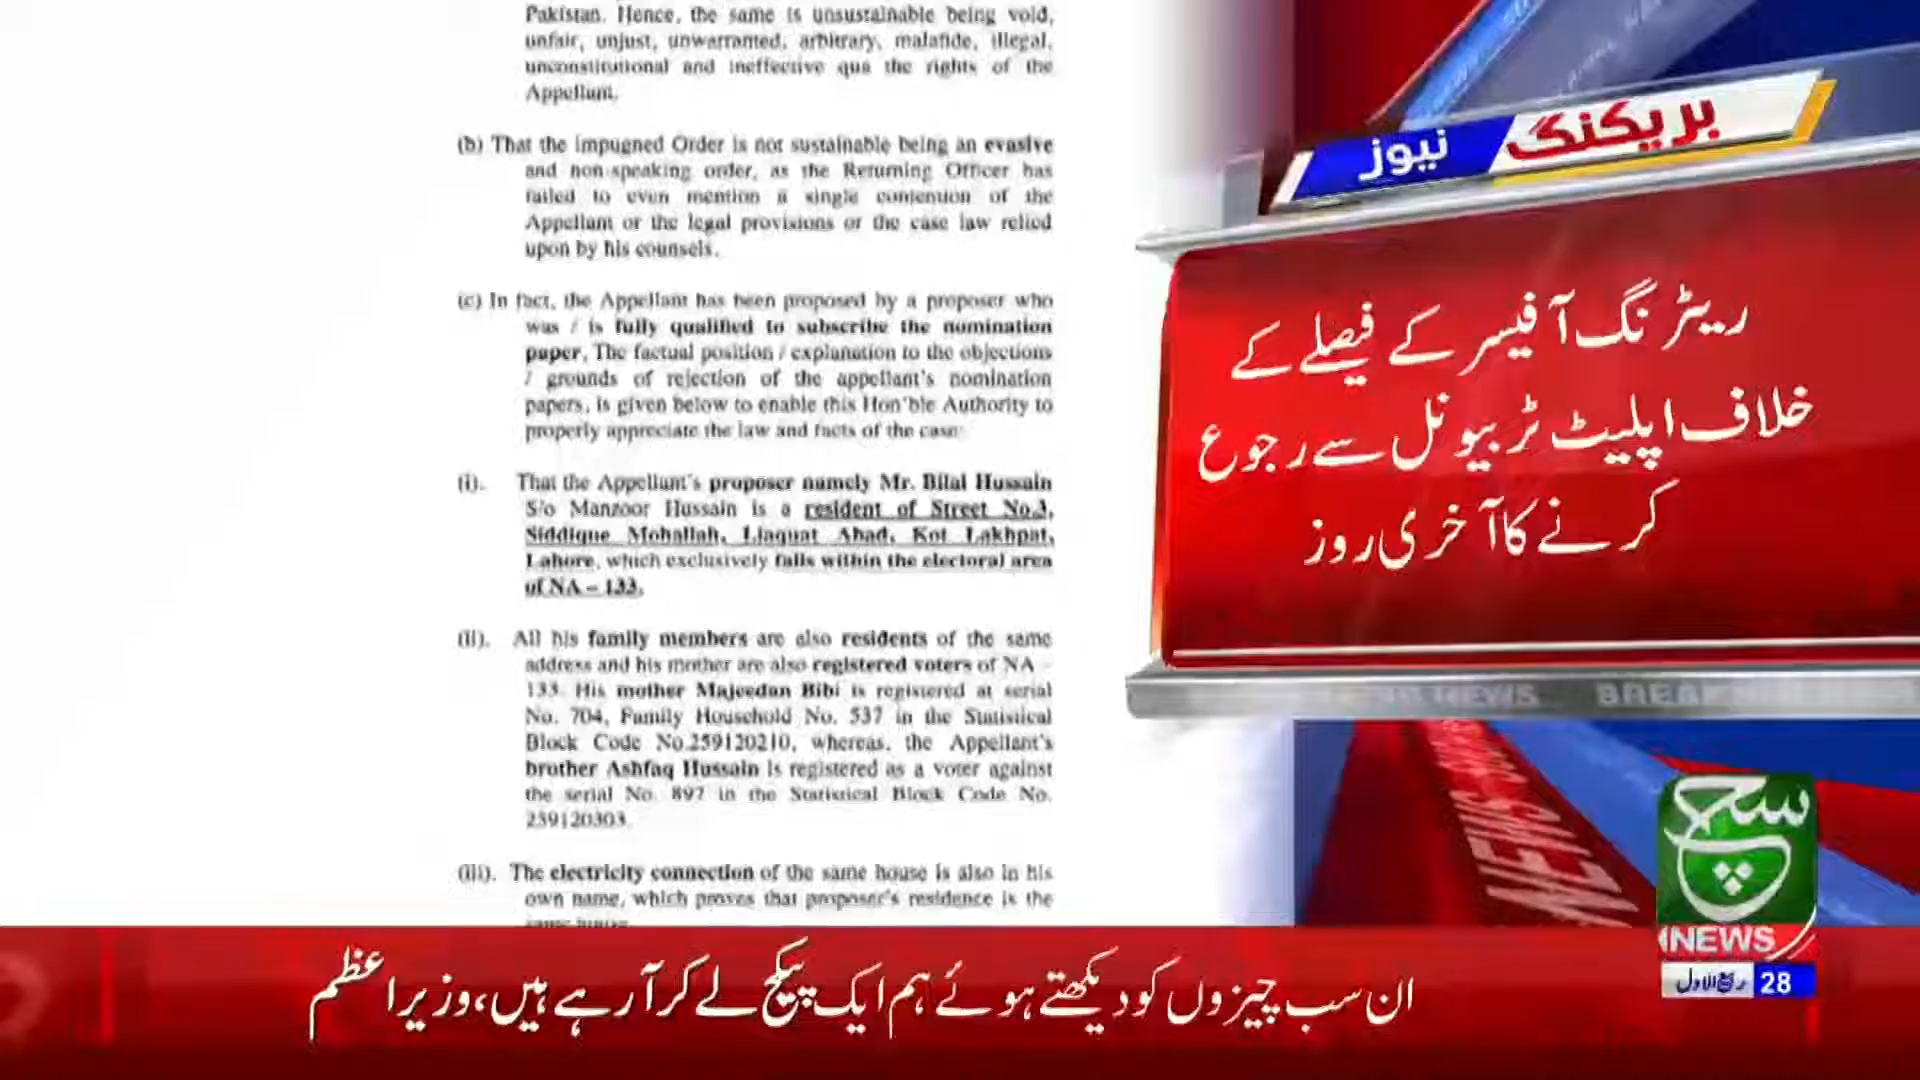 Pakistan. Hence, the same is unsustainable being void,
unfair, unjust, unwarranted, arbitrary, malafide, illegal,
unconstitutional and ineffective qua the rights of the
Appellant.
(b) That the impugned Order is not sustainable being an evasive
and non-speaking order, as the Returning Officer has
failed to even mention a single contention of the
Appellant or the legal provisions or the case law relied
upon by his counsels.
(c) In fact, the Appellant has been proposed by a proposer who
was / is fully qualified to subscribe the nomination
paper. The factual position / explanation to the objections
/ grounds of rejection of the appellant's nomination
papers, is given below to enable this Hon'ble Authority to
properly appreciate the law and facts of the case:
(i). That the Appellant's proposer namely Mr. Bilal Hussain
S/o Manzoor Hussain is a resident of Street No.3,
Siddique Mohallah, Liaquat Abad, Kot Lakhpat,
Lahore, which exclusively falls within the electoral area
of NA – 133.
(ii). All his family members are also residents of the same
address and his mother are also registered voters of NA –
133. His mother Majeedan Bibi is registered at serial
No. 704, Family Household No. 537 in the Statistical
Block Code No.259120210, whereas, the Appellant's
brother Ashfaq Hussain is registered as a voter against
the serial No. 897 in the Statistical Block Code No.
259120303.
(iii). The electricity connection of the same house is also in his
own name, which proves that proposer's residence is the
same house
بریکنگ نیوز
ریٹرنگ آفیسر کے فیصلے کے
خلاف اپلیٹ ٹربیونل سے رجوع
کرنے کا آخری روز
NEWS BREAK
NEWS
سچ
NEWS
28 ربیع الاول
ان سب چیزوں کو دیکھتے ہوئے ہم ایک پیکج لے کر آ رہے ہیں، وزیراعظم